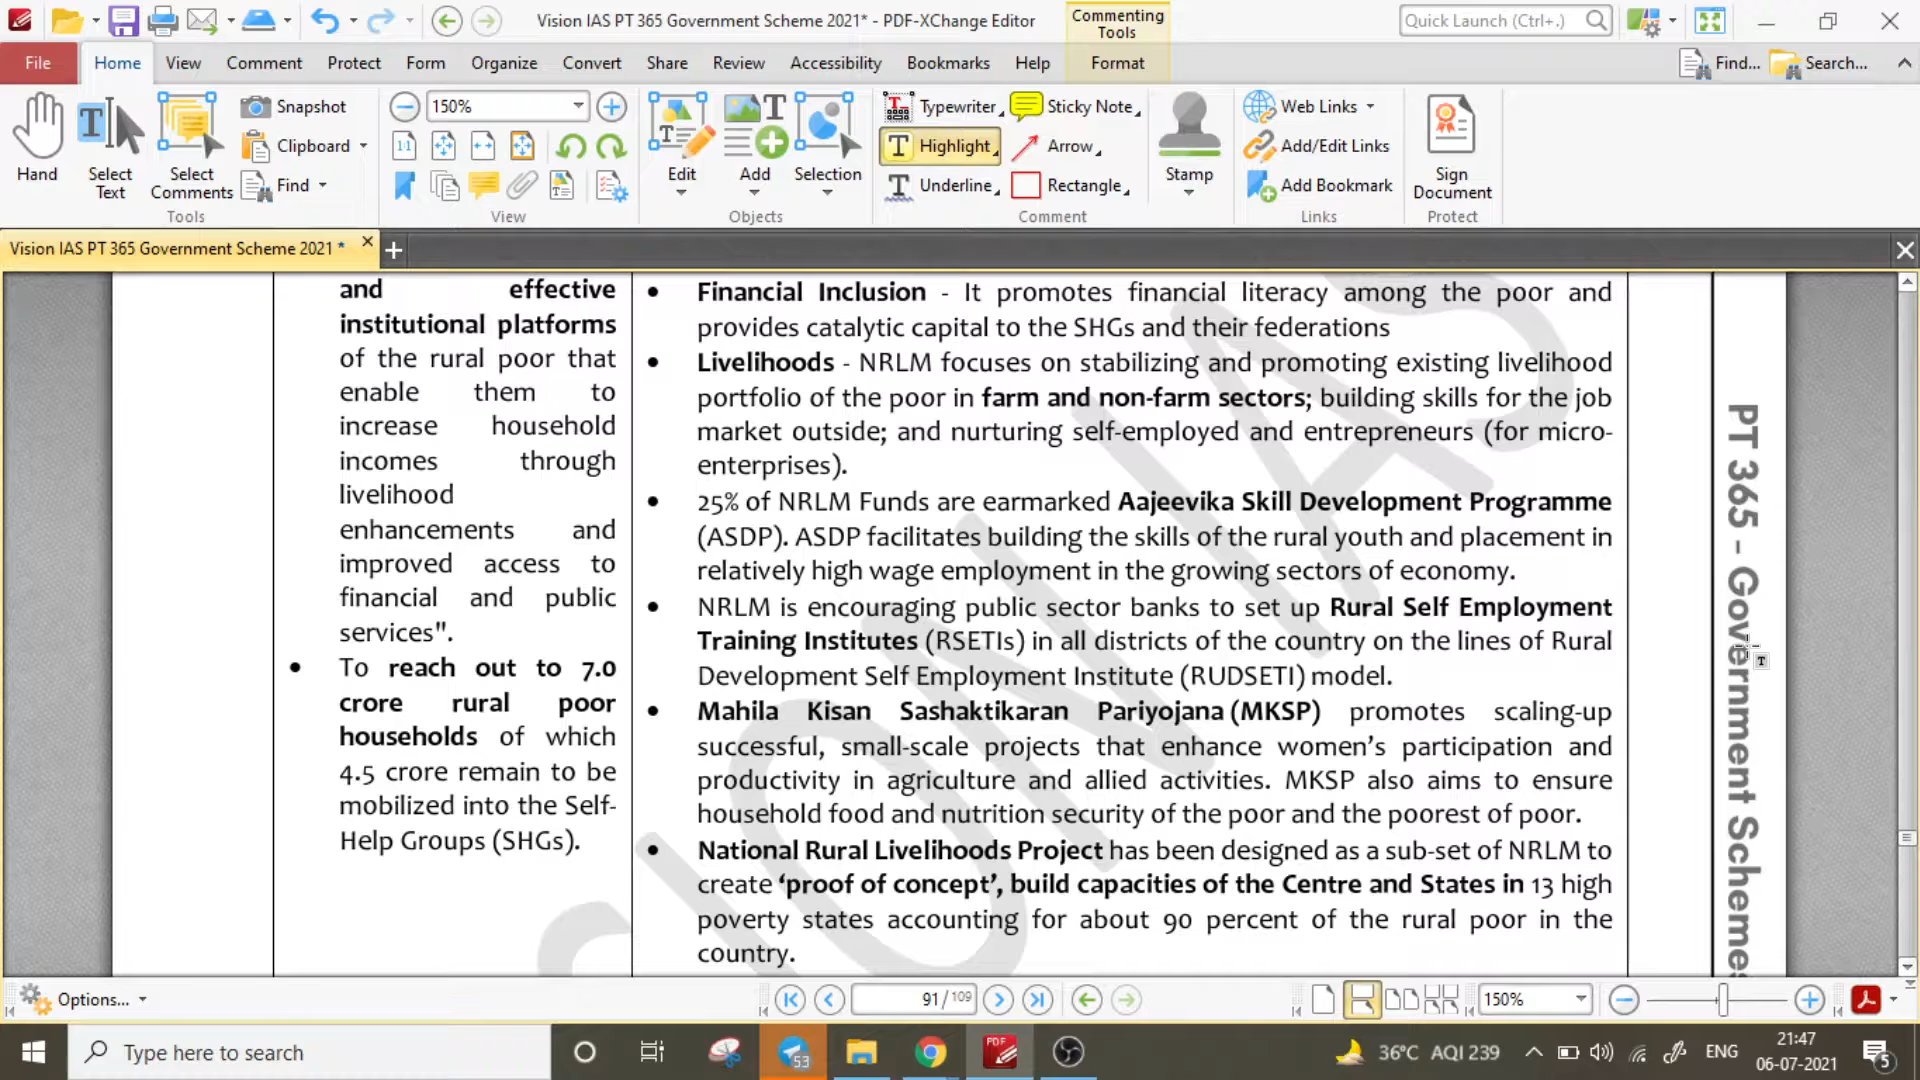 Vision IAS PT 365 Government Scheme 2021* - PDF-XChange Editor
Commenting Tools
Quick Launch (Ctrl+.)
File Home View Comment Protect Form Organize Convert Share Review Accessibility Bookmarks Help Format
Find... Search...
Hand
Select Text
Select Comments
Snapshot
Clipboard
Find
Tools
150%
View
Edit
Add
Selection
Objects
Typewriter
Highlight
Underline
Sticky Note
Arrow
Rectangle
Stamp
Comment
Web Links
Add/Edit Links
Add Bookmark
Links
Sign Document
Protect
Vision IAS PT 365 Government Scheme 2021 *
and effective
institutional platforms
of the rural poor that
enable them to
increase household
incomes through
livelihood
enhancements and
improved access to
financial and public
services".
• To reach out to 7.0
crore rural poor
households of which
4.5 crore remain to be
mobilized into the Self-
Help Groups (SHGs).
• Financial Inclusion - It promotes financial literacy among the poor and
provides catalytic capital to the SHGs and their federations
• Livelihoods - NRLM focuses on stabilizing and promoting existing livelihood
portfolio of the poor in farm and non-farm sectors; building skills for the job
market outside; and nurturing self-employed and entrepreneurs (for micro-
enterprises).
• 25% of NRLM Funds are earmarked Aajeevika Skill Development Programme
(ASDP). ASDP facilitates building the skills of the rural youth and placement in
relatively high wage employment in the growing sectors of economy.
• NRLM is encouraging public sector banks to set up Rural Self Employment
Training Institutes (RSETIs) in all districts of the country on the lines of Rural
Development Self Employment Institute (RUDSETI) model.
• Mahila Kisan Sashaktikaran Pariyojana (MKSP) promotes scaling-up
successful, small-scale projects that enhance women's participation and
productivity in agriculture and allied activities. MKSP also aims to ensure
household food and nutrition security of the poor and the poorest of poor.
• National Rural Livelihoods Project has been designed as a sub-set of NRLM to
create 'proof of concept', build capacities of the Centre and States in 13 high
poverty states accounting for about 90 percent of the rural poor in the
country.
PT 365 - Government Schemes
VISION IAS
Options...
91 / 109
150%
Type here to search
53
36°C AQI 239
ENG
21:47
06-07-2021
5